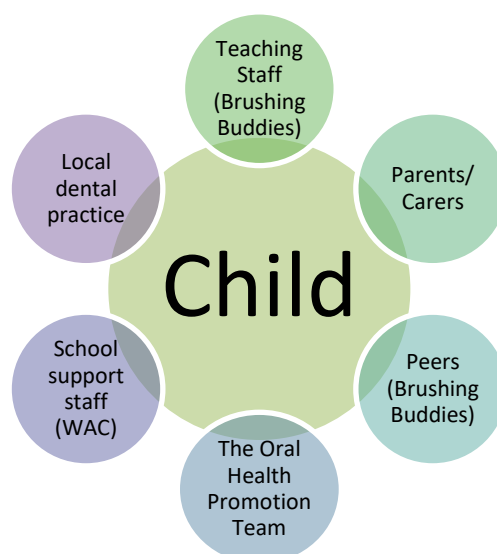 Teaching
Staff
(Brushing
Buddies)
Parents/
Carers
Peers
(Brushing
Buddies)
The Oral
Health
Promotion
Team
School
support
staff
(WAC)
Local
dental
practice
Child